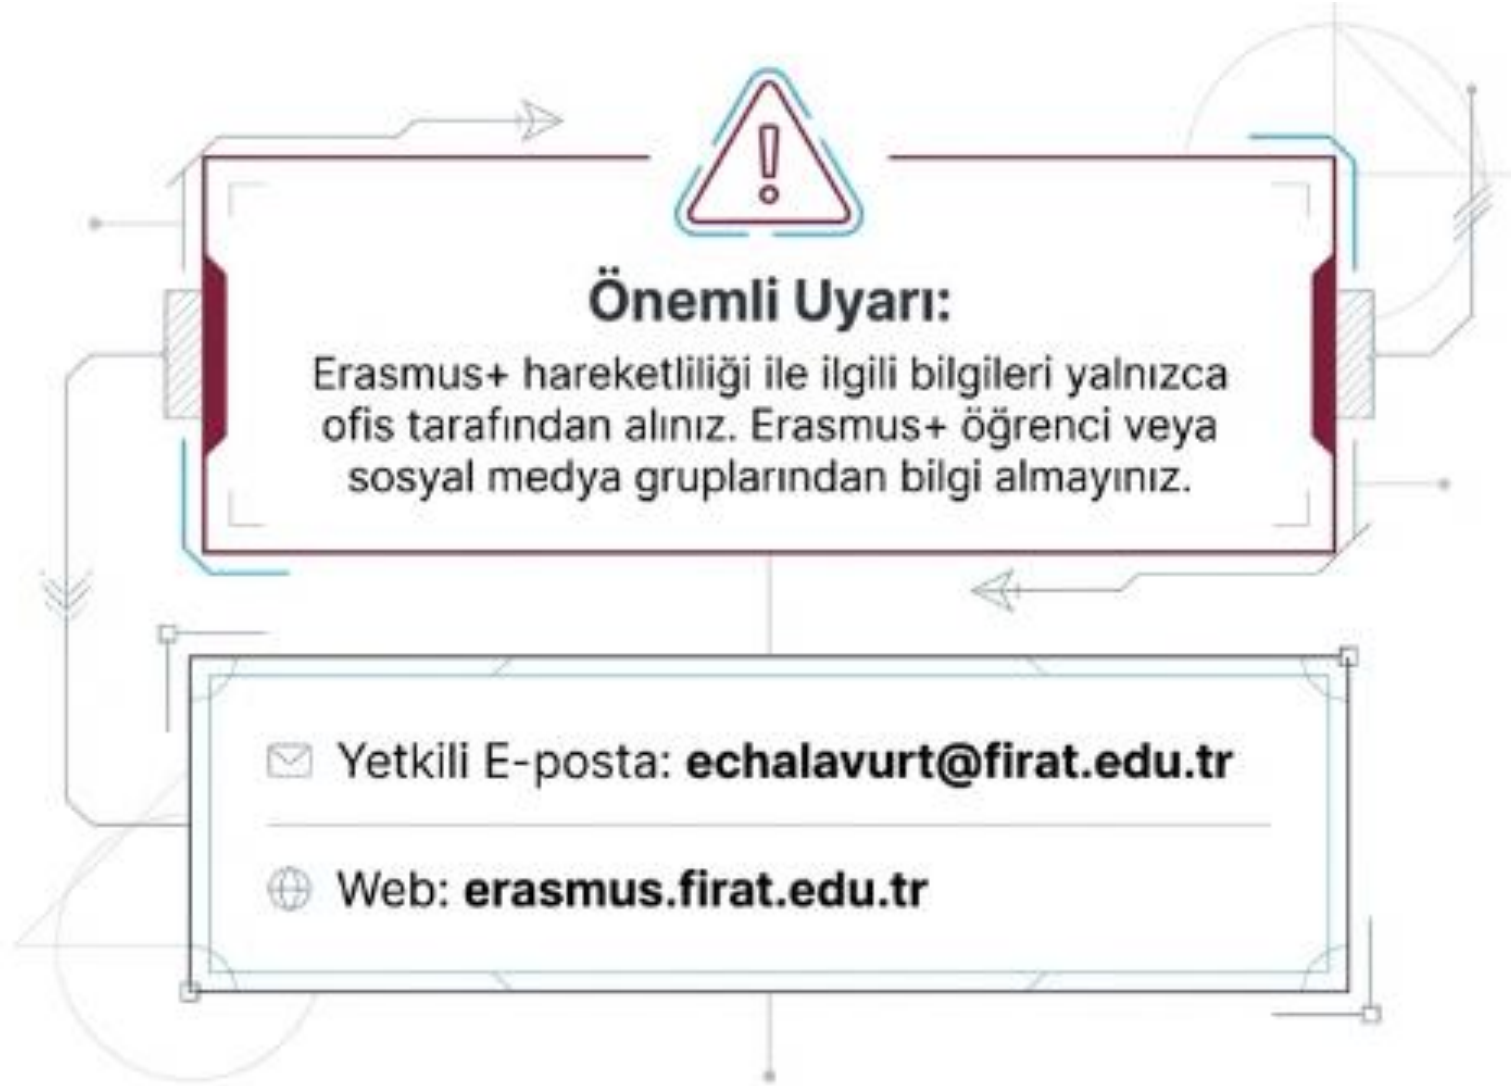 Önemli Uyarı:
Erasmus+ hareketliliği ile ilgili bilgileri yalnızca
ofis tarafından alınız. Erasmus+ öğrenci veya
sosyal medya gruplarından bilgi almayınız.
Yetkili E-posta: echalavurt@firat.edu.tr
Web: erasmus.firat.edu.tr